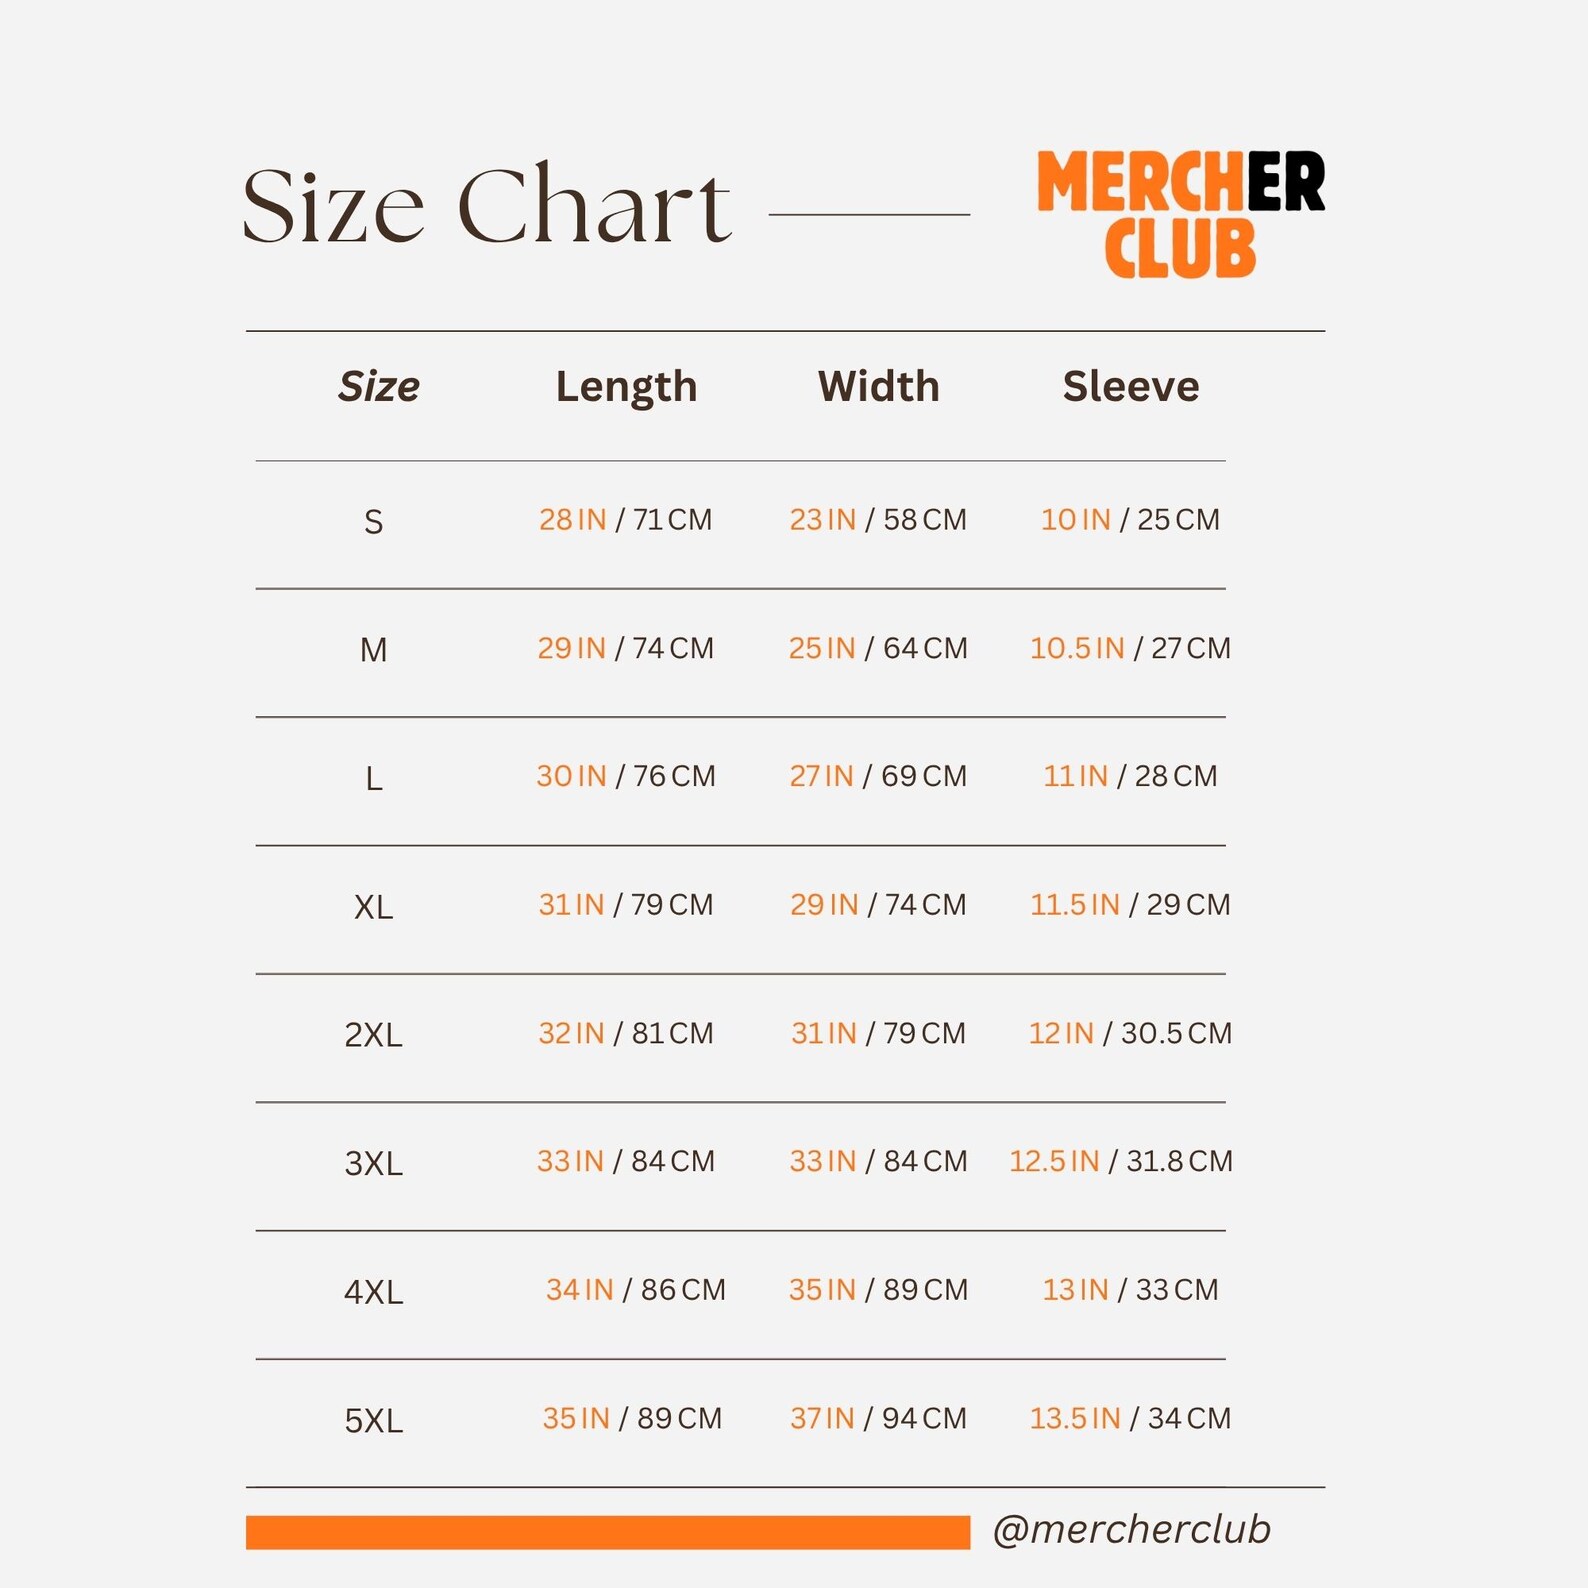 Size Chart
MERCHER
CLUB
Size Length Width Sleeve
S 28 IN / 71 CM 23 IN / 58 CM 10 IN / 25 CM
M 29 IN / 74 CM 25 IN / 64 CM 10.5 IN / 27 CM
L 30 IN / 76 CM 27 IN / 69 CM 11 IN / 28 CM
XL 31 IN / 79 CM 29 IN / 74 CM 11.5 IN / 29 CM
2XL 32 IN / 81 CM 31 IN / 79 CM 12 IN / 30.5 CM
3XL 33 IN / 84 CM 33 IN / 84 CM 12.5 IN / 31.8 CM
4XL 34 IN / 86 CM 35 IN / 89 CM 13 IN / 33 CM
5XL 35 IN / 89 CM 37 IN / 94 CM 13.5 IN / 34 CM
@mercherclub